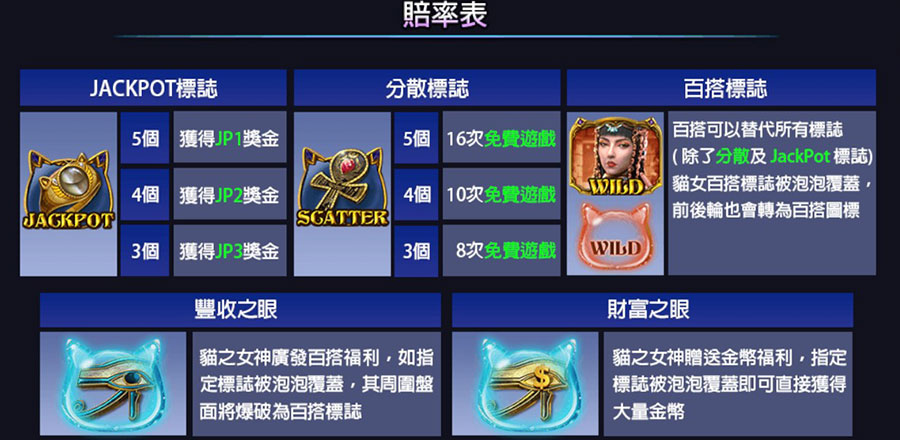 賠率表
JACKPOT標誌
JACKPOT
5個 獲得JP1獎金
4個 獲得JP2獎金
3個 獲得JP3獎金
分散標誌
SCATTER
5個 16次免費遊戲
4個 10次免費遊戲
3個 8次免費遊戲
百搭標誌
WILD
WILD
百搭可以替代所有標誌
( 除了分散及 JackPot 標誌)
貓女百搭標誌被泡泡覆蓋，
前後輪也會轉為百搭圖標
豐收之眼
貓之女神廣發百搭福利，如指
定標誌被泡泡覆蓋，其周圍盤
面將爆破為百搭標誌
財富之眼
$
貓之女神贈送金幣福利，指定
標誌被泡泡覆蓋即可直接獲得
大量金幣